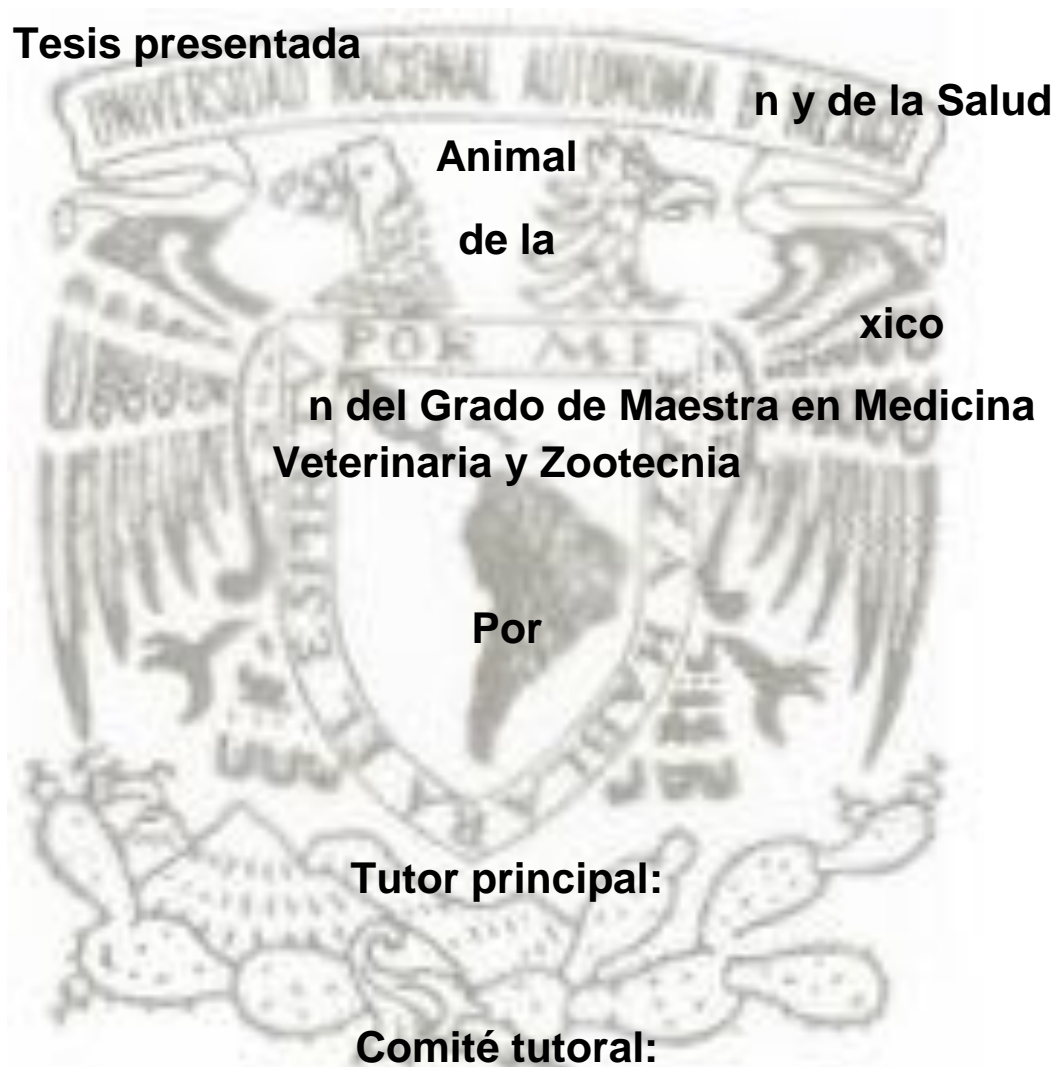 Tesis presentada
UNIVERSIDAD NACIONAL AUTONOMA D
n y de la Salud
Animal
de la
xico
POR MI
n del Grado de Maestra en Medicina
Veterinaria y Zootecnia
Por
Tutor principal:
Comité tutoral: